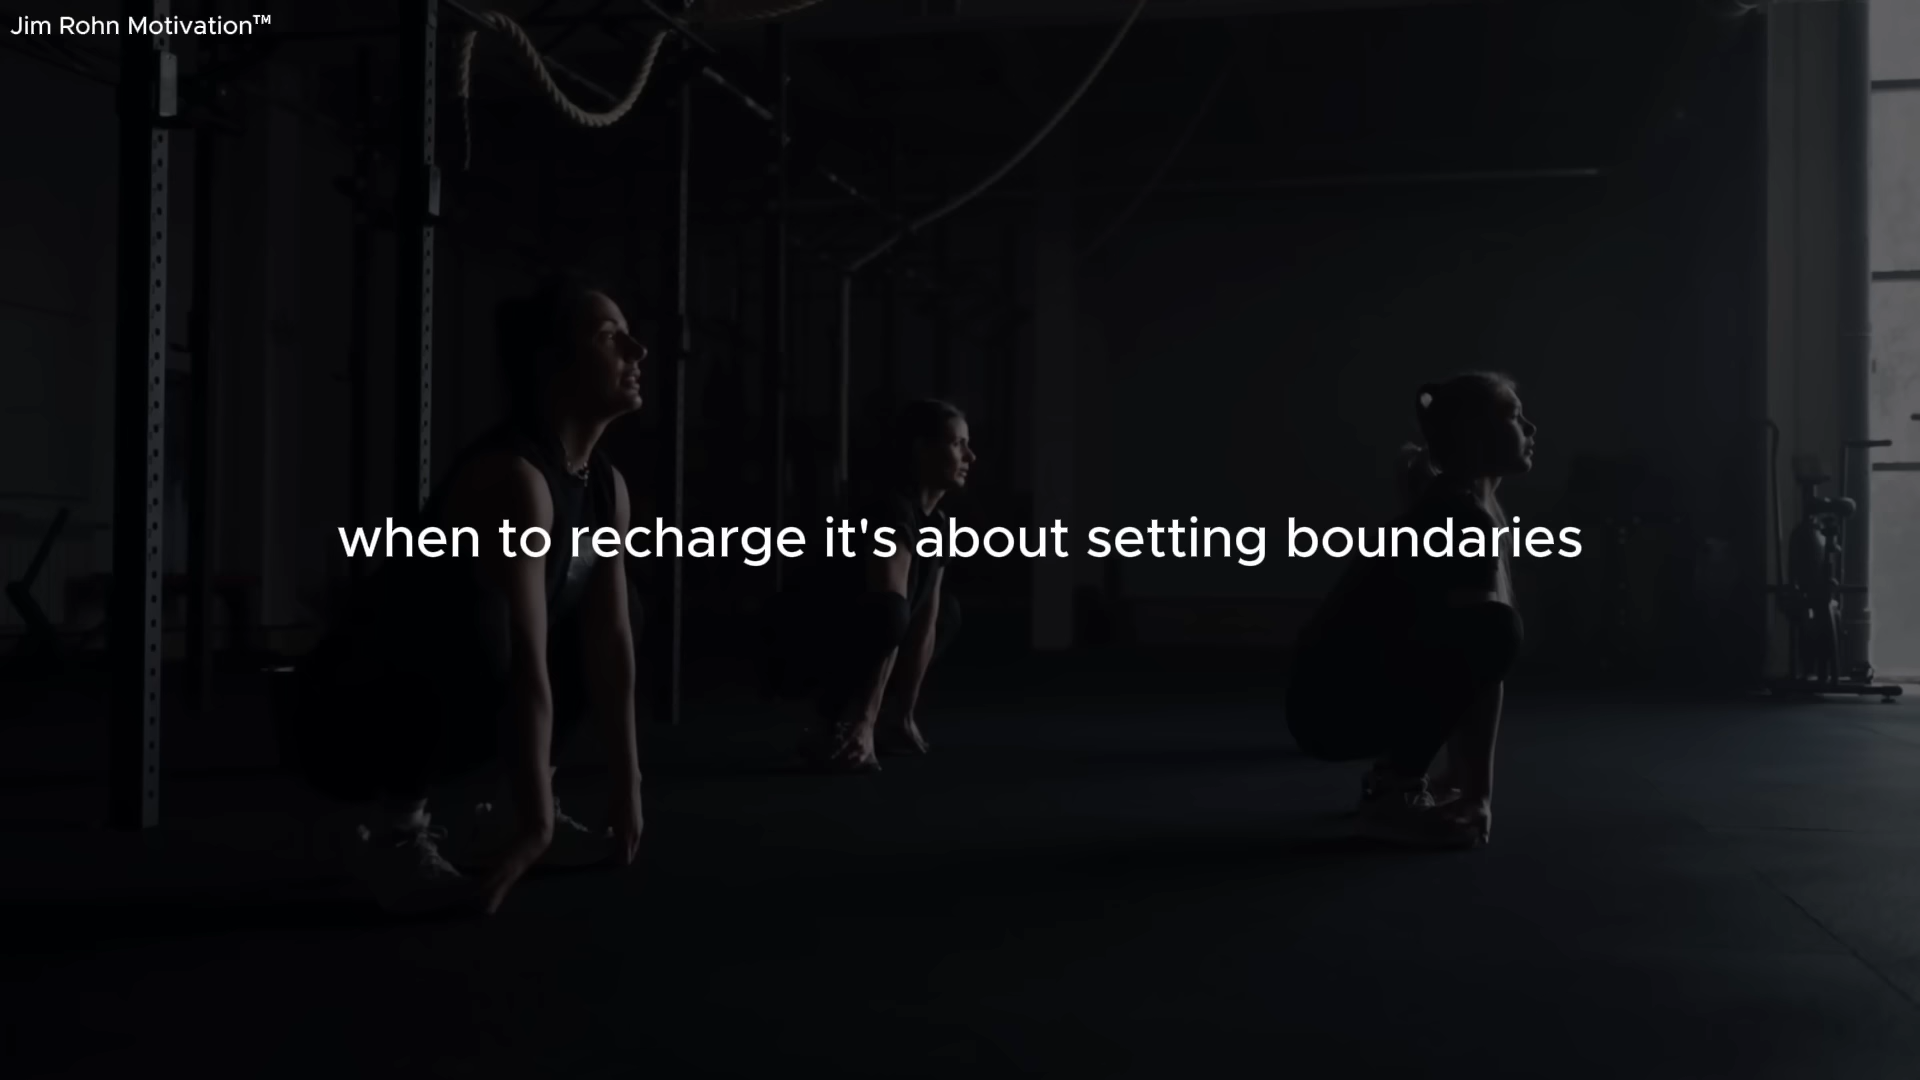 Jim Rohn Motivation™
when to recharge it's about setting boundaries